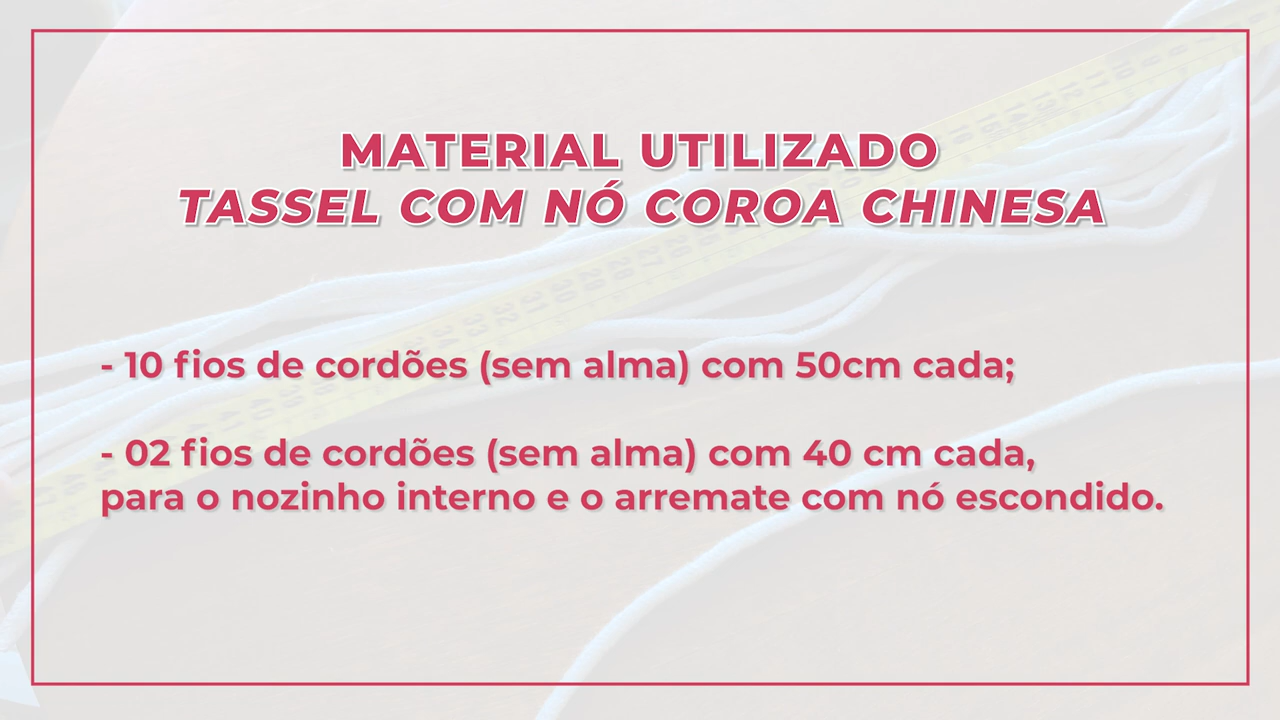 MATERIAL UTILIZADO
TASSEL COM NÓ COROA CHINESA
- 10 fios de cordões (sem alma) com 50cm cada;
- 02 fios de cordões (sem alma) com 40 cm cada,
para o nozinho interno e o arremate com nó escondido.